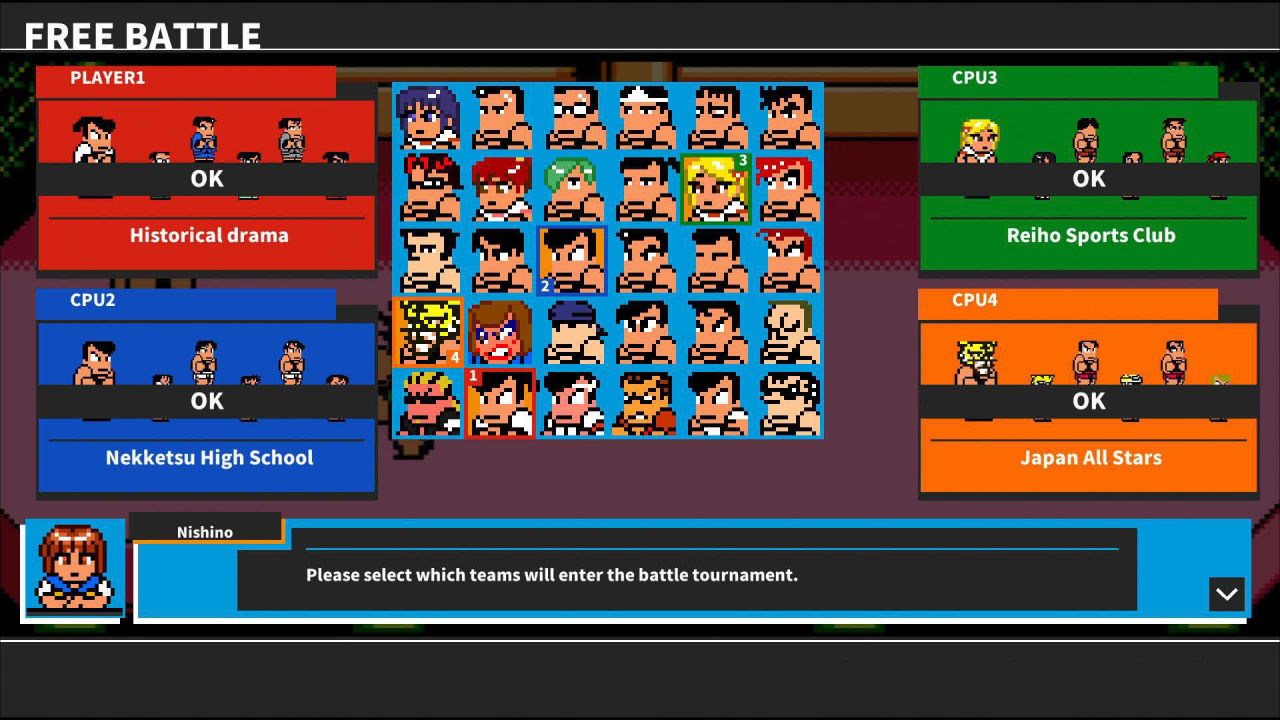 FREE BATTLE
PLAYER1
OK
Historical drama
CPU2
OK
Nekketsu High School
3
2
4
1
CPU3
OK
Reiho Sports Club
CPU4
OK
Japan All Stars
Nishino
Please select which teams will enter the battle tournament.